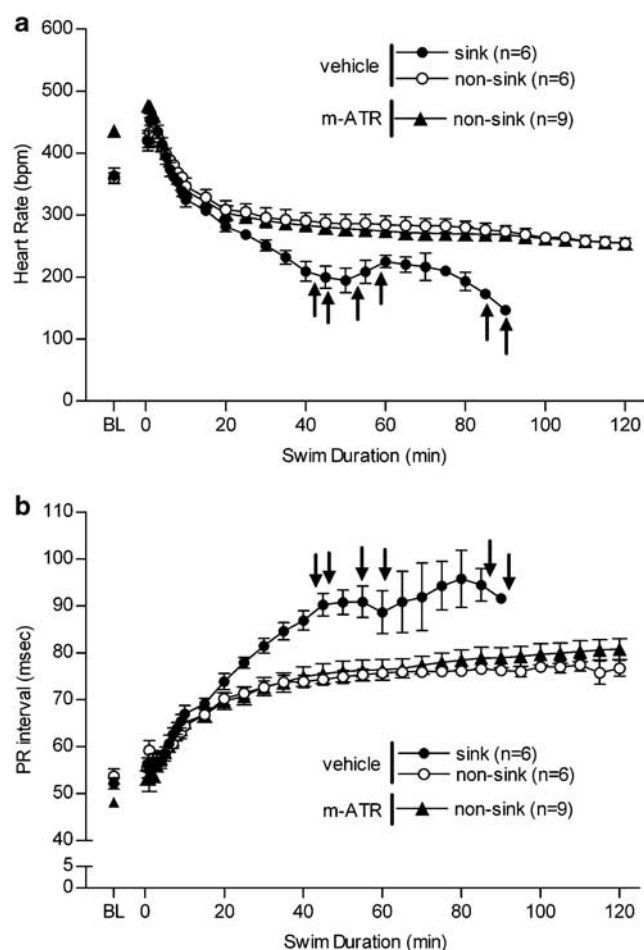 a
600
500
400
300
200
100
0
Heart Rate (bpm)
vehicle
sink (n=6)
non-sink (n=6)
m-ATR
non-sink (n=9)
BL 0 20 40 60 80 100 120
Swim Duration (min)
b
110
100
90
80
70
60
50
40
5
0
PR interval (msec)
vehicle
sink (n=6)
non-sink (n=6)
m-ATR
non-sink (n=9)
BL 0 20 40 60 80 100 120
Swim Duration (min)